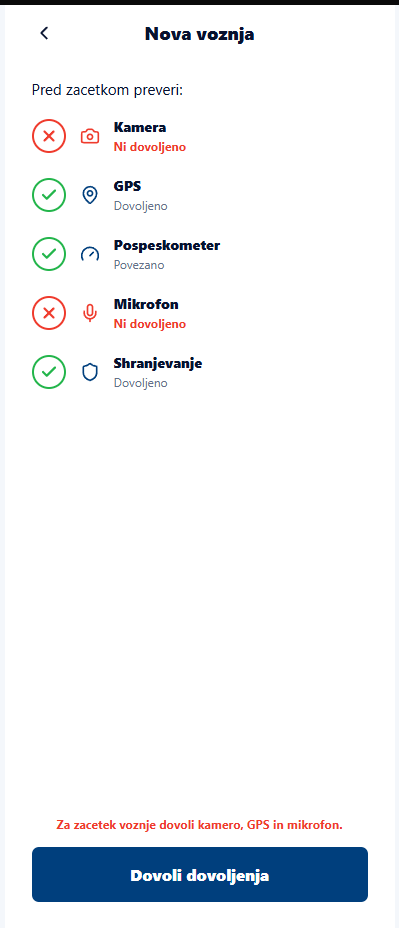 Nova voznja
Pred zacetkom preveri:
Kamera
Ni dovoljeno
GPS
Dovoljeno
Pospeskometer
Povezano
Mikrofon
Ni dovoljeno
Shranjevanje
Dovoljeno
Za zacetek voznje dovoli kamero, GPS in mikrofon.
Dovoli dovoljenja